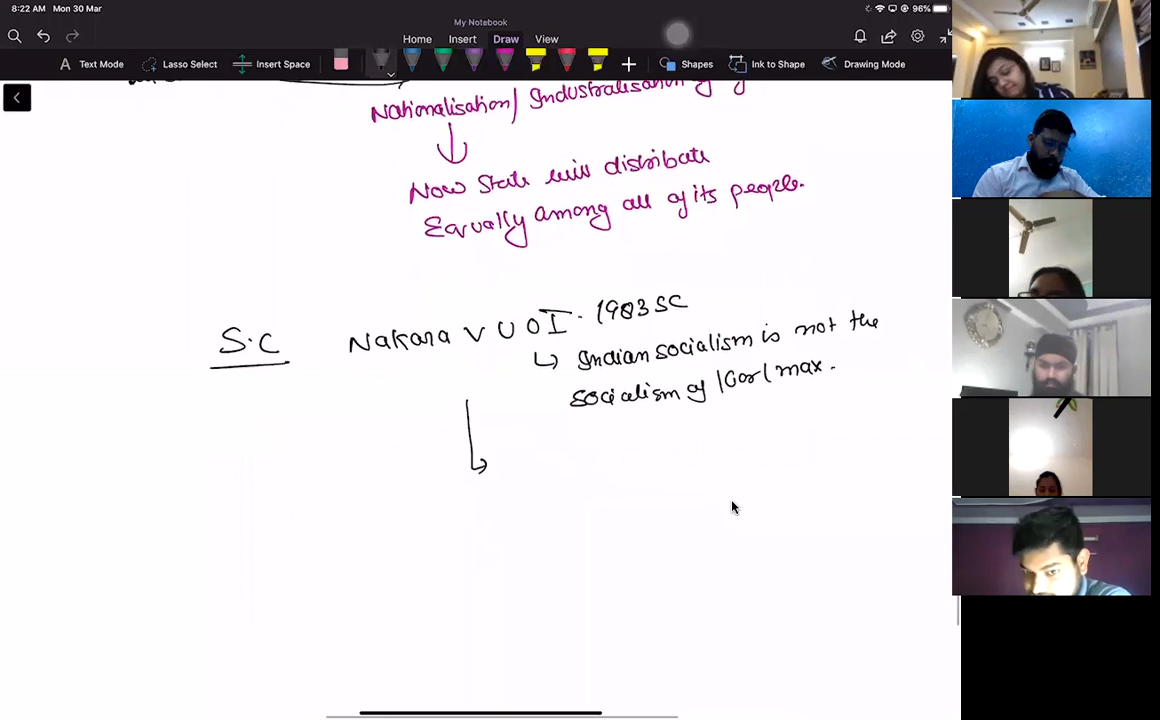 8:22 AM Mon 30 Mar
96%
My Notebook
Home Insert Draw View
Text Mode Lasso Select Insert Space Shapes Ink to Shape Drawing Mode
Nationalisation/ Industralisation of
Now State will distribute
Equally among all of its people.
S.C Nakara V U O I. 1983 SC
Indian socialism is not the
socialism of Karl max.